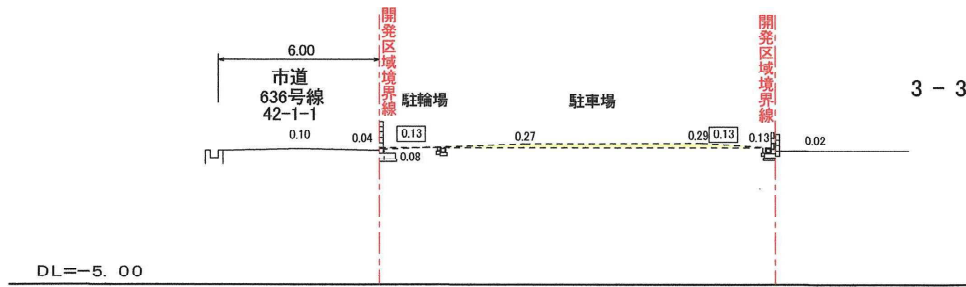 開発区域境界線
開発区域境界線
6.00
市道
636号線
42-1-1
駐輪場
駐車場
3-3
0.10
0.04
0.13
0.27
0.29
0.13
0.13
0.02
0.08
DL=-5.00